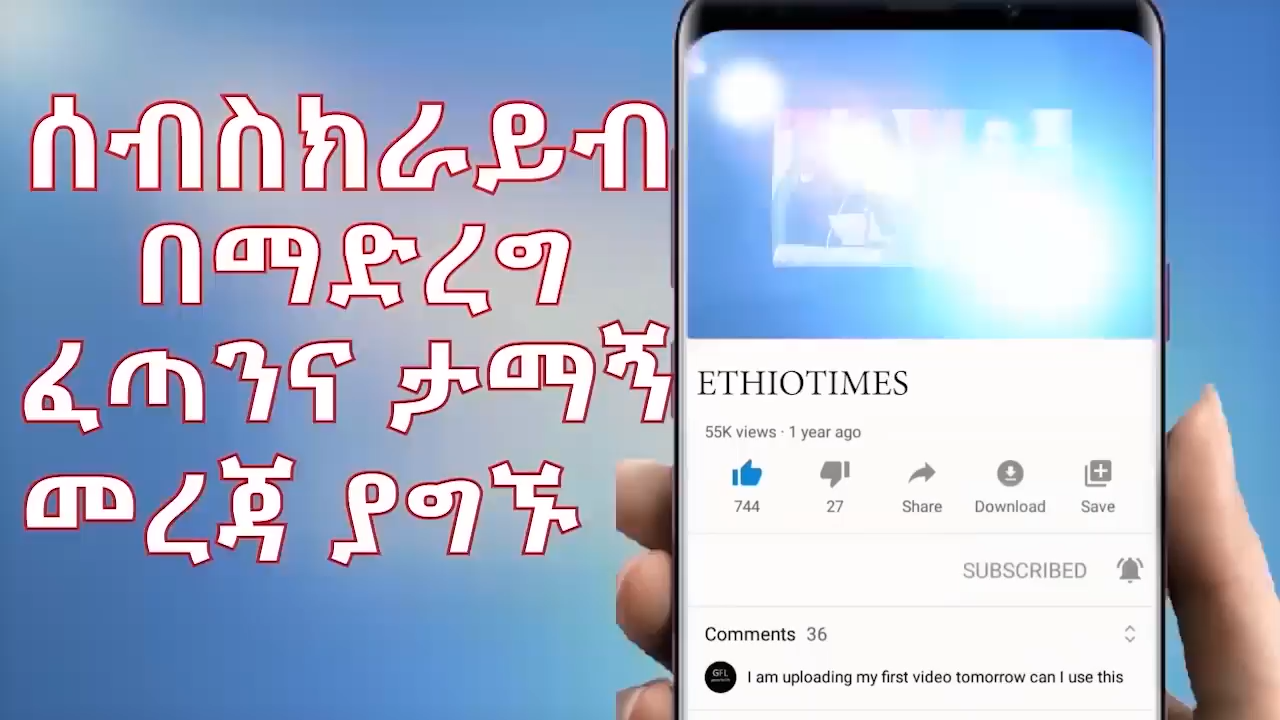 ሰብስክራይብ
በማድረግ
ፈጣንና ታማኝ
መረጃ ያግኙ
ETHIOTIMES
55K views · 1 year ago
744 27 Share Download Save
SUBSCRIBED
Comments 36
GFL
I am uploading my first video tomorrow can I use this